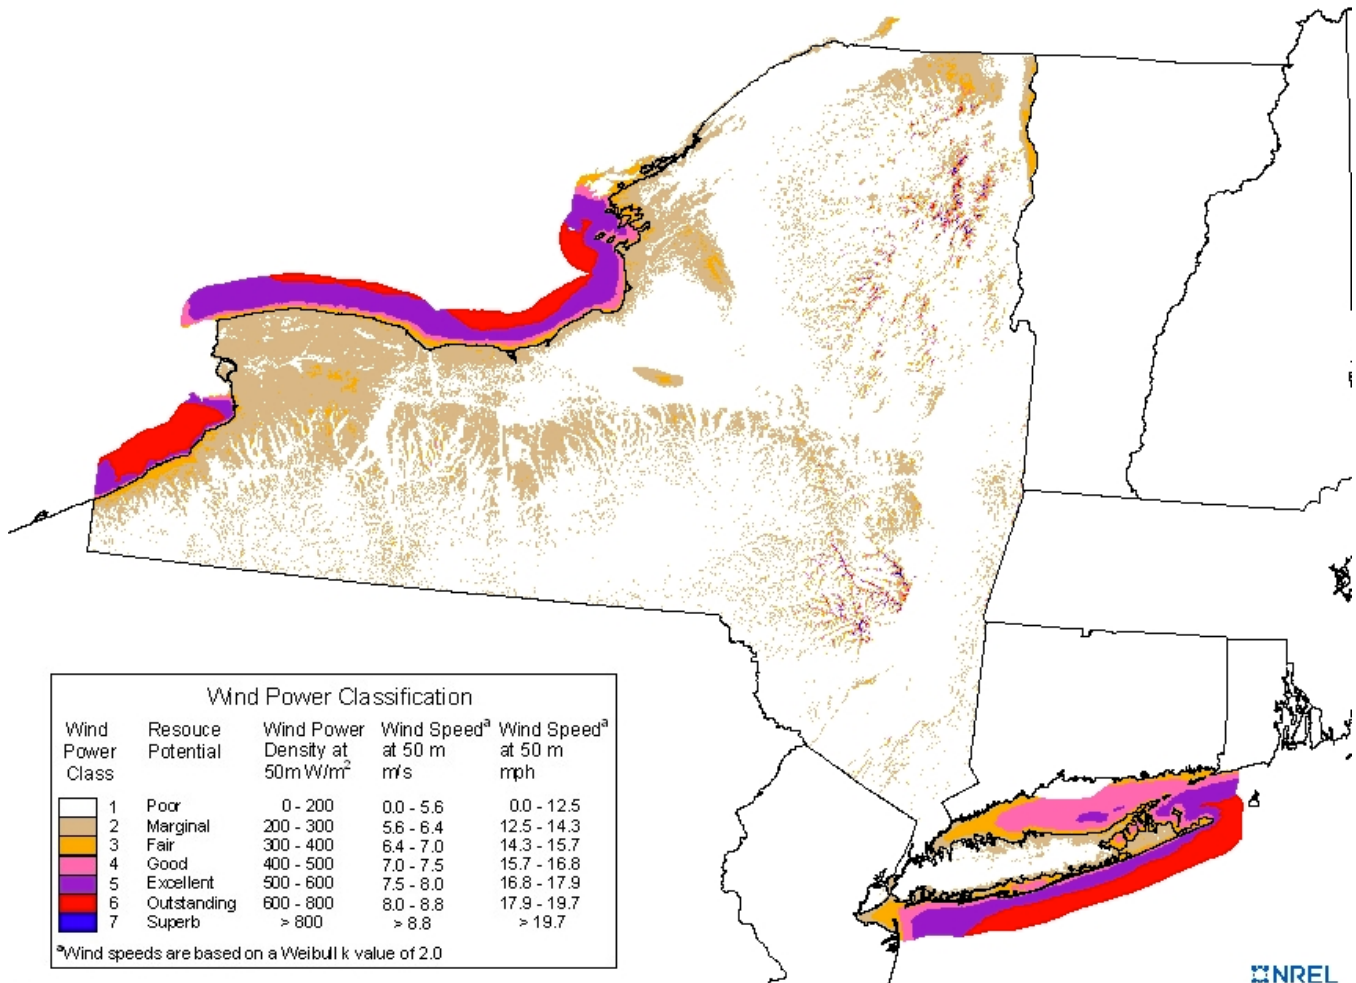 Wind Power Classification
Wind Power Class Resouce Potential Wind Power Density at 50m W/m² Wind Speedª at 50 m m/s Wind Speedª at 50 m mph
1 Poor 0 - 200 0.0 - 5.6 0.0 - 12.5
2 Marginal 200 - 300 5.6 - 6.4 12.5 - 14.3
3 Fair 300 - 400 6.4 - 7.0 14.3 - 15.7
4 Good 400 - 500 7.0 - 7.5 15.7 - 16.8
5 Excellent 500 - 600 7.5 - 8.0 16.8 - 17.9
6 Outstanding 600 - 800 8.0 - 8.8 17.9 - 19.7
7 Superb > 800 > 8.8 > 19.7
ªWind speeds are based on a Weibull k value of 2.0
NREL